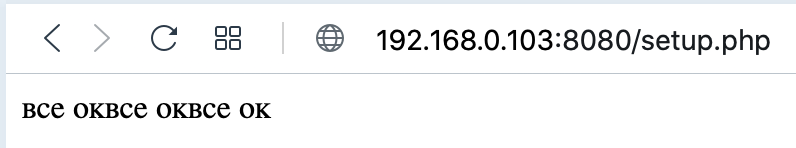 192.168.0.103:8080/setup.php
все оквсе оквсе ок